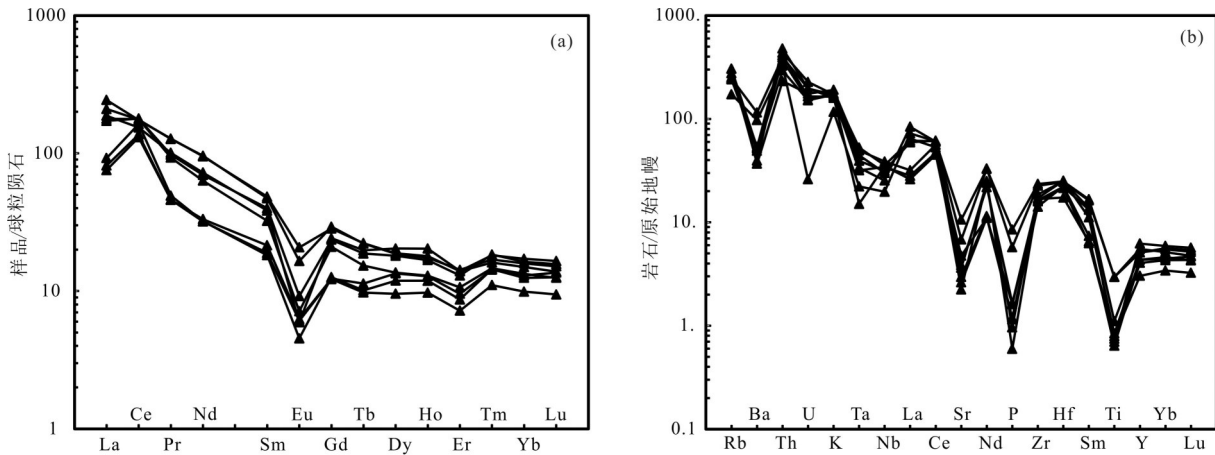 (a)
1000
100
10
1
样品/球粒陨石
Ce Nd Eu Tb Ho Tm Lu
La Pr Sm Gd Dy Er Yb
(b)
1000.
100.
10.
1.
0.1
岩石/原始地幔
Ba U Ta La Sr P Hf Ti Yb
Rb Th K Nb Ce Nd Zr Sm Y Lu